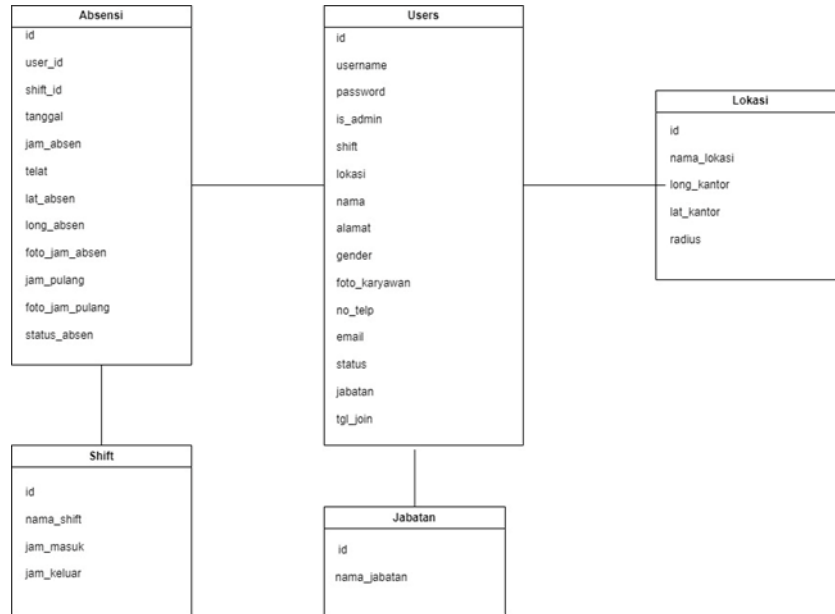 Absensi
id
user_id
shift_id
tanggal
jam_absen
telat
lat_absen
long_absen
foto_jam_absen
jam_pulang
foto_jam_pulang
status_absen
Users
id
username
password
is_admin
shift
lokasi
nama
alamat
gender
foto_karyawan
no_telp
email
status
jabatan
tgl_join
Lokasi
id
nama_lokasi
long_kantor
lat_kantor
radius
Shift
id
nama_shift
jam_masuk
jam_keluar
Jabatan
id
nama_jabatan